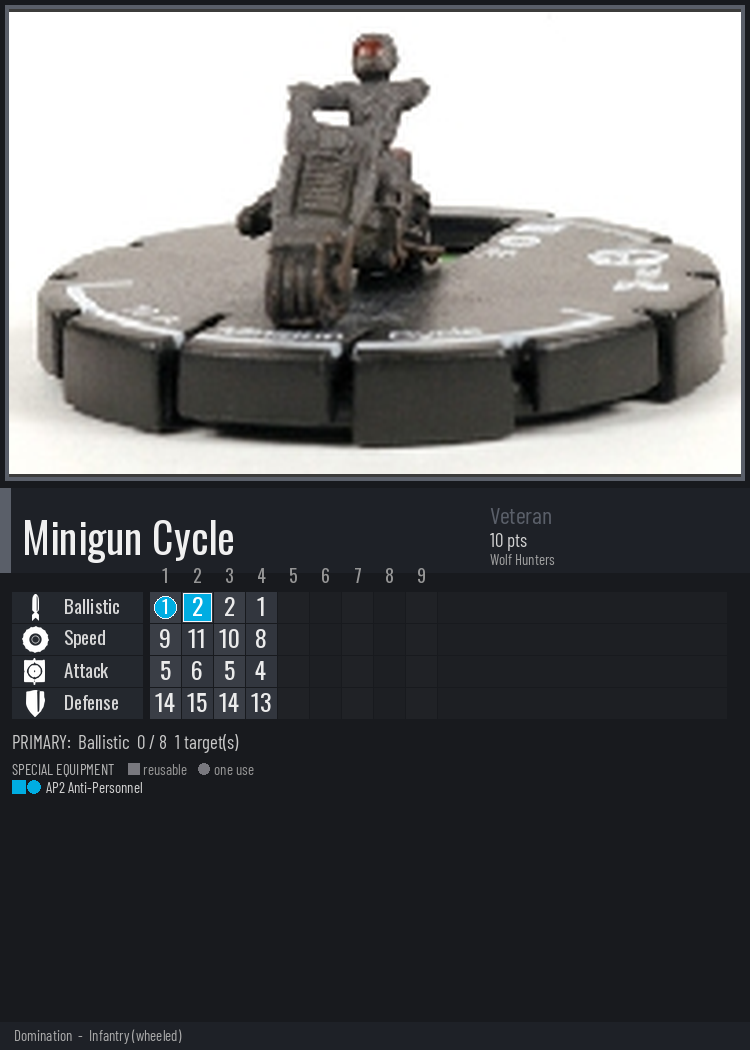 Minigun Cycle
Veteran
10 pts
Wolf Hunters
1 2 3 4 5 6 7 8 9
Ballistic 1 2 2 1
Speed 9 11 10 8
Attack 5 6 5 4
Defense 14 15 14 13
PRIMARY: Ballistic 0 / 8 1 target(s)
SPECIAL EQUIPMENT reusable one use
AP2 Anti-Personnel
Domination - Infantry (wheeled)